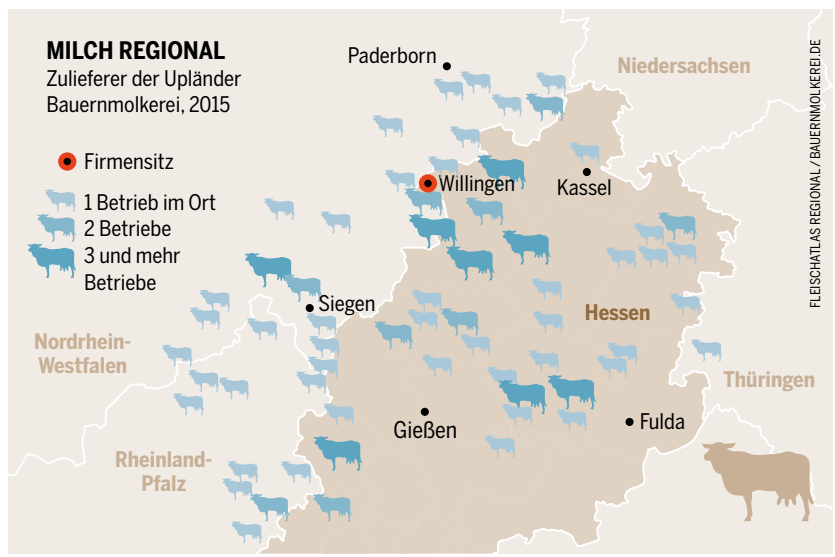 MILCH REGIONAL
Zulieferer der Upländer
Bauernmolkerei, 2015
Firmensitz
1 Betrieb im Ort
2 Betriebe
3 und mehr
Betriebe
Paderborn
Niedersachsen
Willingen
Kassel
Siegen
Hessen
Nordrhein-
Westfalen
Thüringen
Gießen
Fulda
Rheinland-
Pfalz
FLEISCHATLAS REGIONAL / BAUERNMOLKEREI.DE